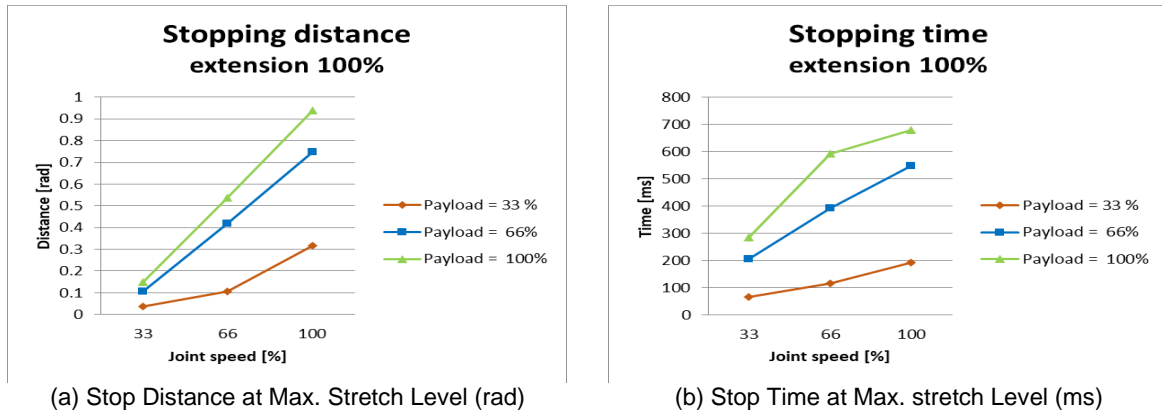 Stopping distance
extension 100%
1
0.9
0.8
0.7
0.6
0.5
0.4
0.3
0.2
0.1
0
Distance [rad]
33
66
100
Joint speed [%]
Payload = 33 %
Payload = 66%
Payload = 100%
(a) Stop Distance at Max. Stretch Level (rad)
Stopping time
extension 100%
800
700
600
500
400
300
200
100
0
Time [ms]
33
66
100
Joint speed [%]
Payload = 33 %
Payload = 66%
Payload = 100%
(b) Stop Time at Max. stretch Level (ms)